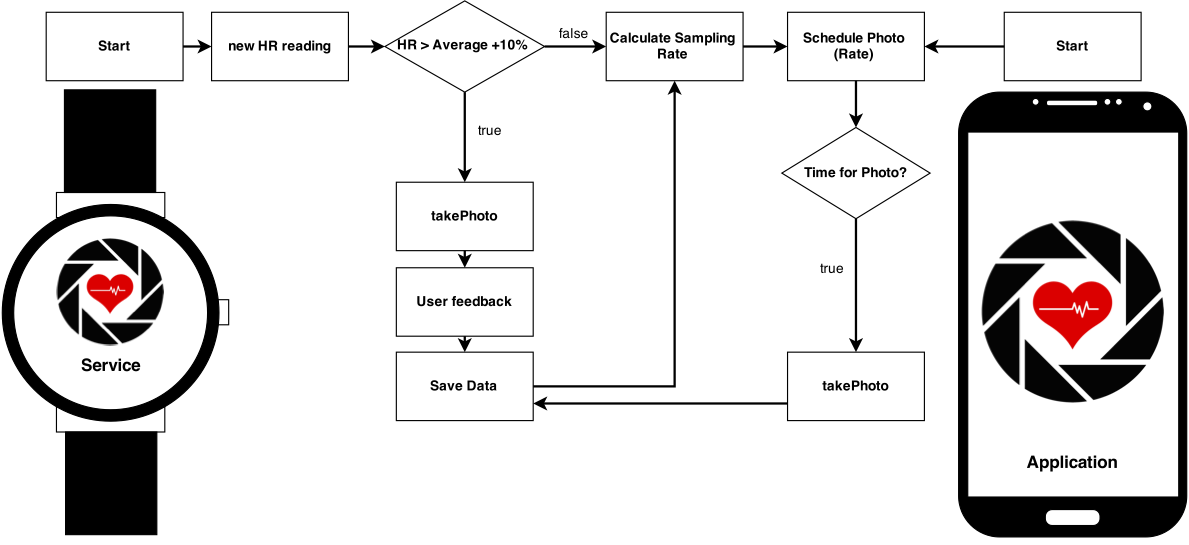 Start
new HR reading
HR > Average +10%
false
Calculate Sampling
Rate
Schedule Photo
(Rate)
Start
true
Time for Photo?
takePhoto
true
User feedback
Service
Save Data
takePhoto
Application